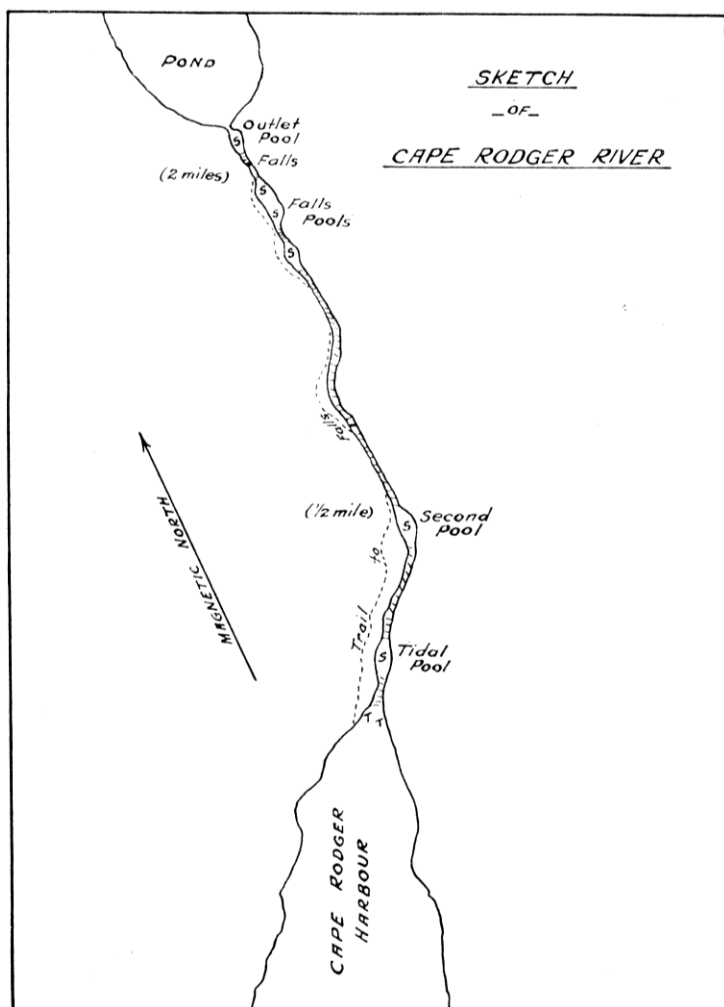 SKETCH
_OF_
CAPE RODGER RIVER
POND
Outlet
Pool
S
Falls
(2 miles)
S
Falls
Pools
S
S
Falls
(1/2 mile)
S
Second
Pool
MAGNETIC NORTH
Trail to
S
Tidal
Pool
T T
CAPE RODGER
HARBOUR